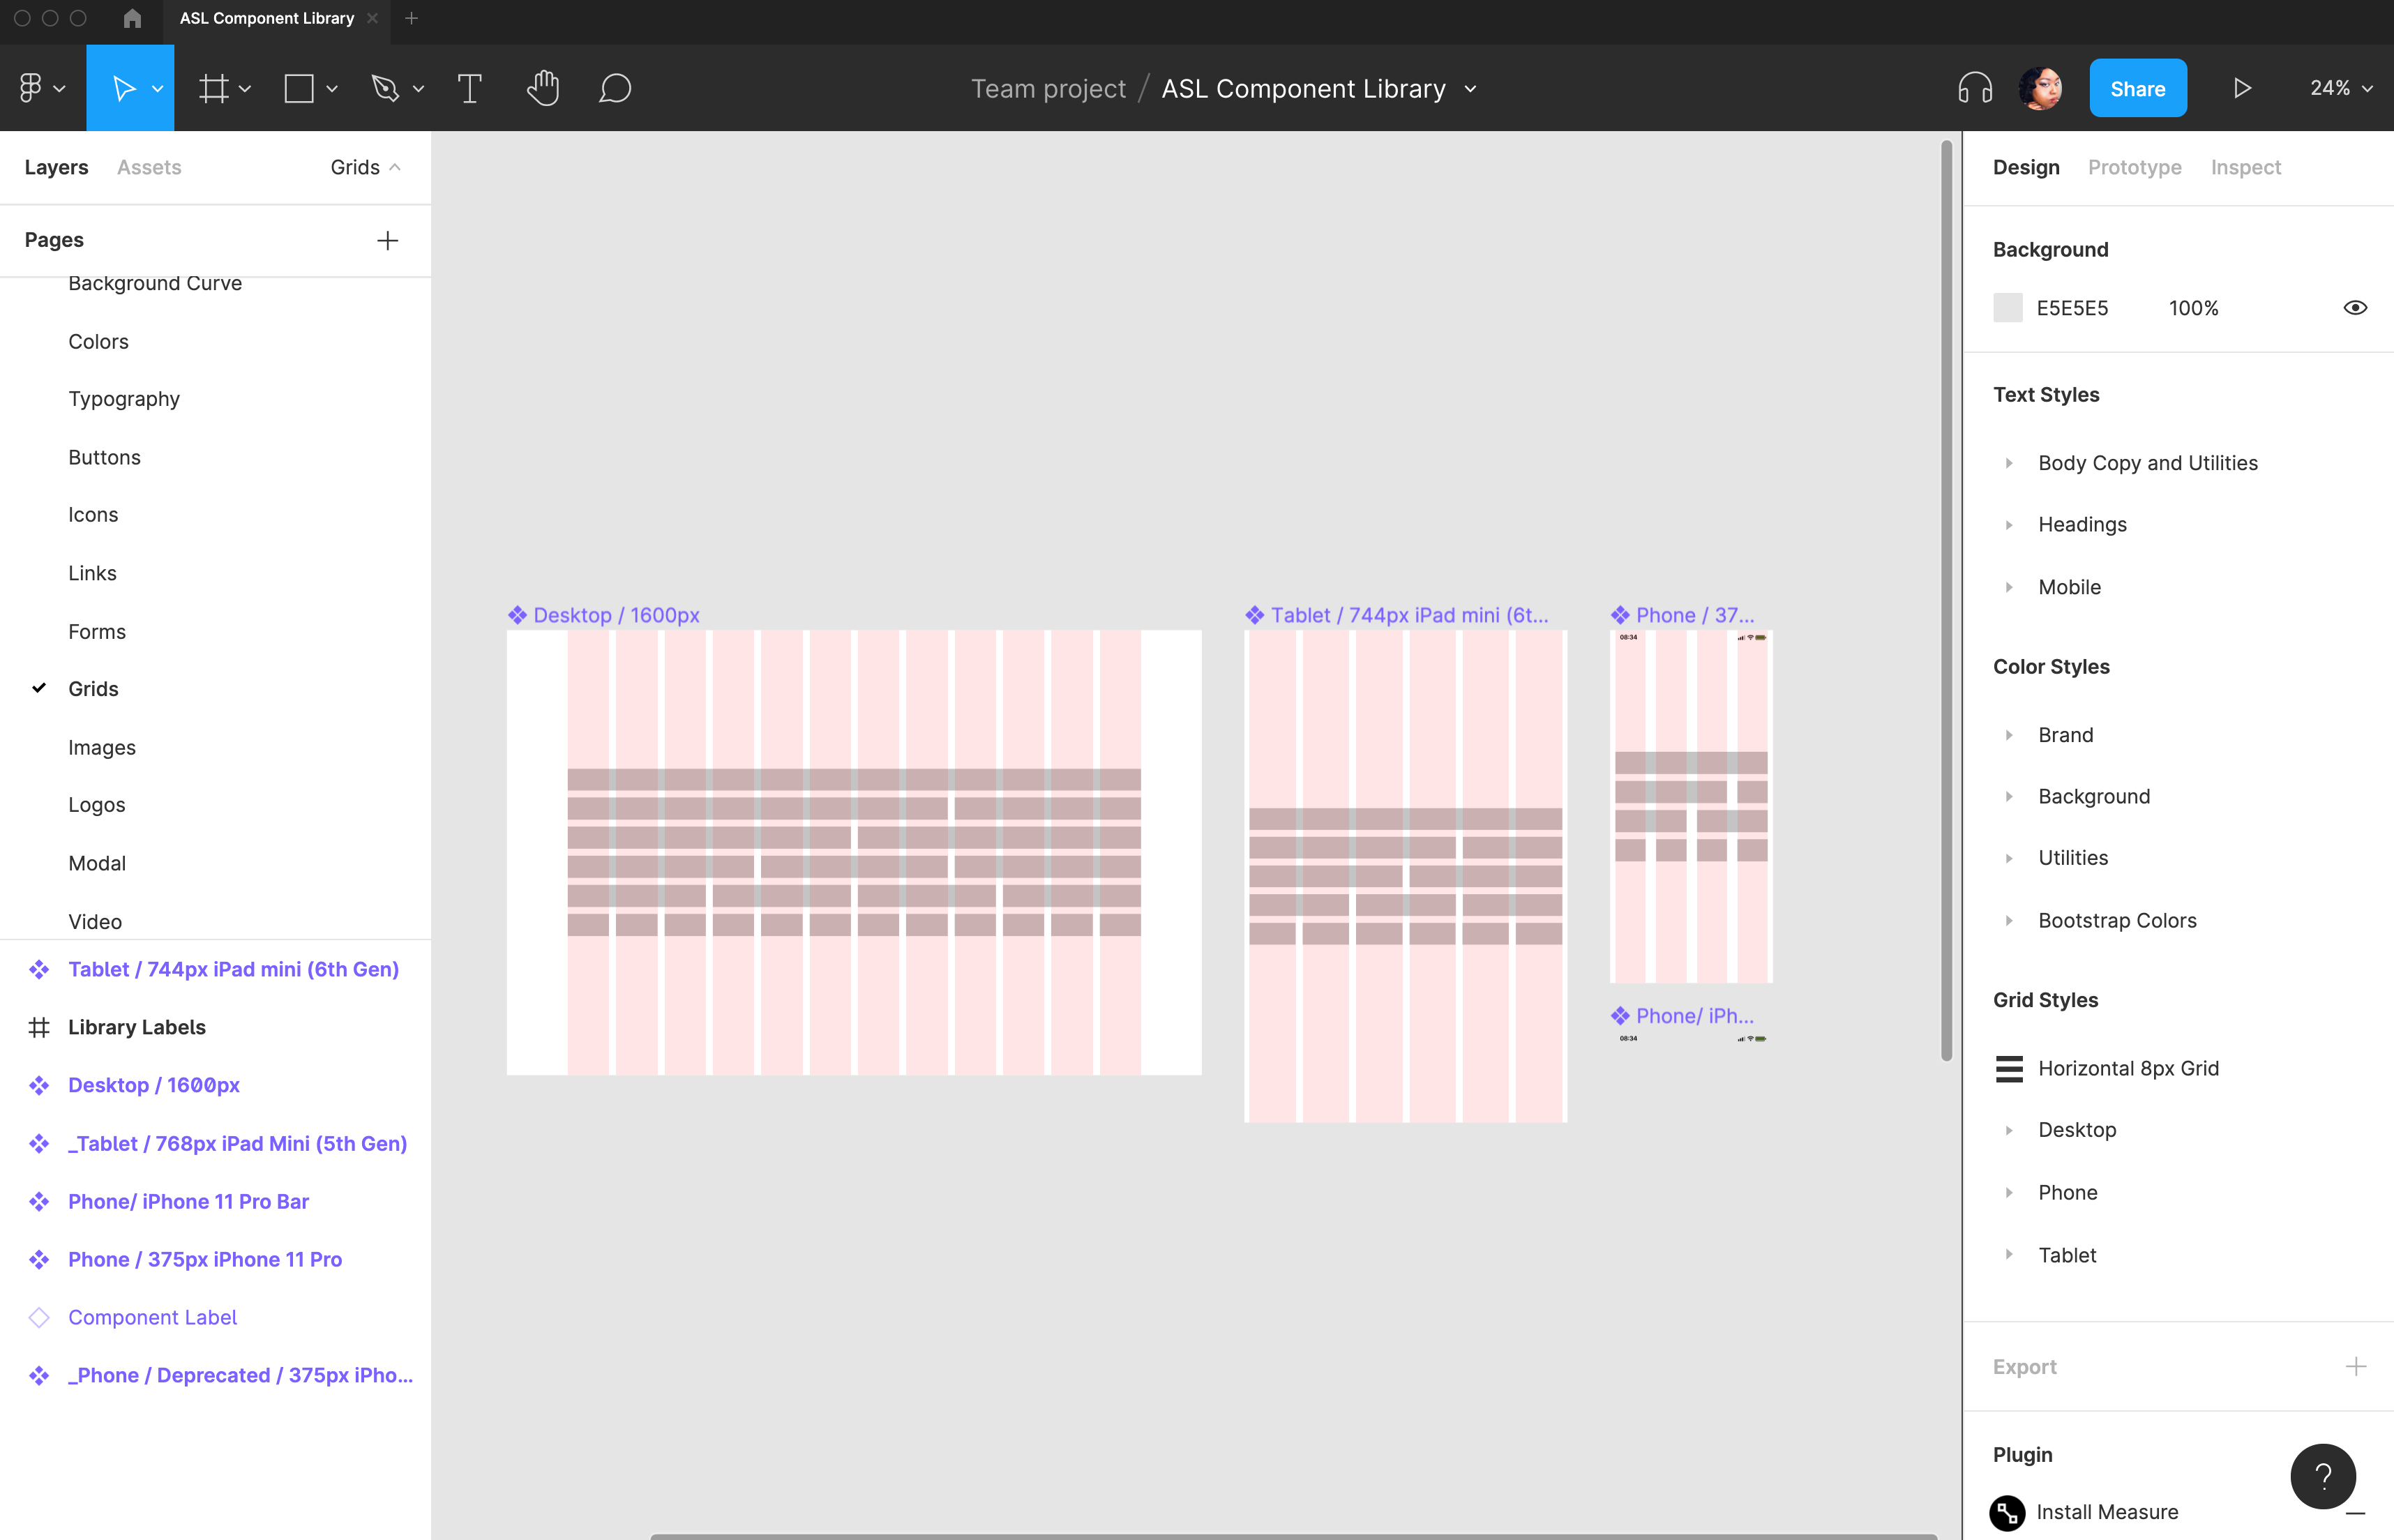 ASL Component Library
Team project / ASL Component Library
Share
24%
Layers
Assets
Grids
Pages
Background Curve
Colors
Typography
Buttons
Icons
Links
Forms
Grids
Images
Logos
Modal
Video
Tablet / 744px iPad mini (6th Gen)
Library Labels
Desktop / 1600px
_Tablet / 768px iPad Mini (5th Gen)
Phone/ iPhone 11 Pro Bar
Phone / 375px iPhone 11 Pro
Component Label
_Phone / Deprecated / 375px iPho...
Desktop / 1600px
Tablet / 744px iPad mini (6t...
Phone / 37...
08:34
Phone/ iPh...
08:34
Design
Prototype
Inspect
Background
E5E5E5
100%
Text Styles
Body Copy and Utilities
Headings
Mobile
Color Styles
Brand
Background
Utilities
Bootstrap Colors
Grid Styles
Horizontal 8px Grid
Desktop
Phone
Tablet
Export
Plugin
Install Measure
?